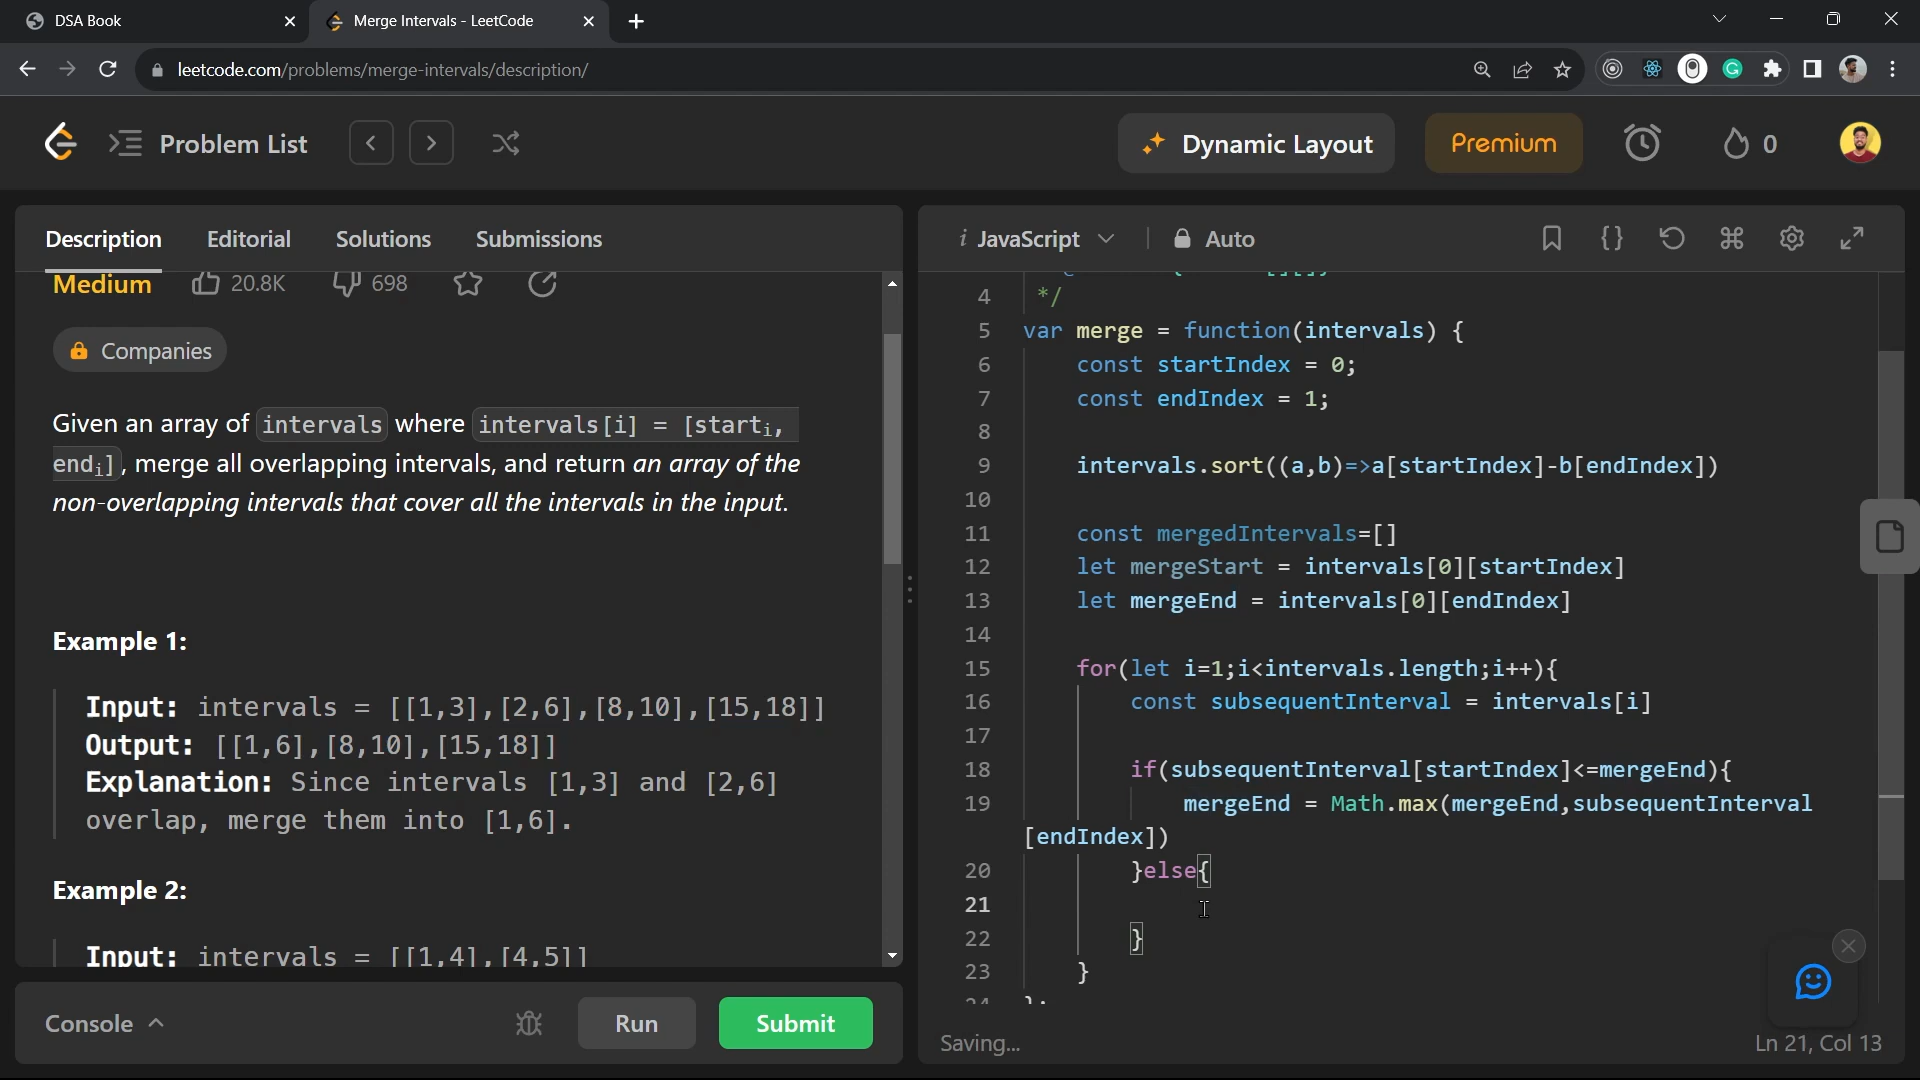 DSA Book
Merge Intervals - LeetCode
leetcode.com/problems/merge-intervals/description/
Problem List
Dynamic Layout
Premium
0
Description
Editorial
Solutions
Submissions
Medium
20.8K
698
Companies
Given an array of intervals where intervals[i] = [starti,
endi], merge all overlapping intervals, and return an array of the
non-overlapping intervals that cover all the intervals in the input.
Example 1:
Input: intervals = [[1,3],[2,6],[8,10],[15,18]]
Output: [[1,6],[8,10],[15,18]]
Explanation: Since intervals [1,3] and [2,6]
overlap, merge them into [1,6].
Example 2:
Input: intervals = [[1,4],[4,5]]
Console
Run
Submit
i JavaScript
Auto
4 */
5 var merge = function(intervals) {
6 const startIndex = 0;
7 const endIndex = 1;
8
9 intervals.sort((a,b)=>a[startIndex]-b[endIndex])
10
11 const mergedIntervals=[]
12 let mergeStart = intervals[0][startIndex]
13 let mergeEnd = intervals[0][endIndex]
14
15 for(let i=1;i<intervals.length;i++){
16 const subsequentInterval = intervals[i]
17
18 if(subsequentInterval[startIndex]<=mergeEnd){
19 mergeEnd = Math.max(mergeEnd,subsequentInterval
[endIndex])
20 }else{
21
22 }
23 }
24 };
Saving...
Ln 21, Col 13